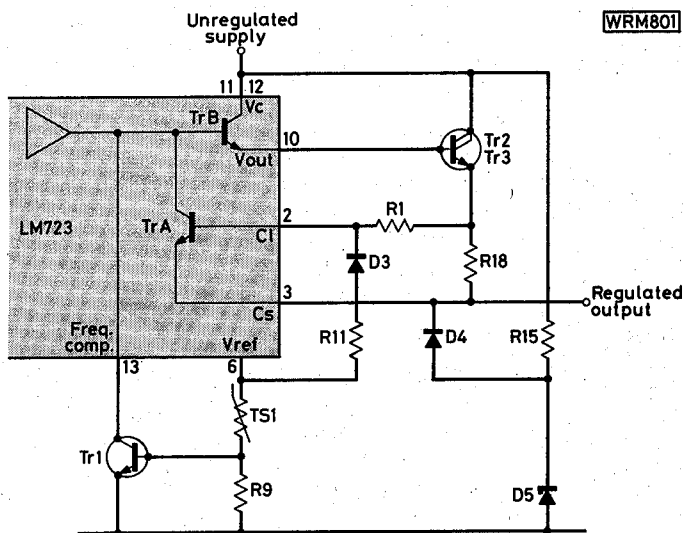 Unregulated
supply
WRM801
11 12
Vc
TrB
10
Vout
Tr2
Tr3
LM723
TrA
2
Cl
R1
D3
R18
3
Cs
Regulated
output
Freq.
comp.
Vref
R11
D4
R15
13
6
TS1
Tr1
R9
D5